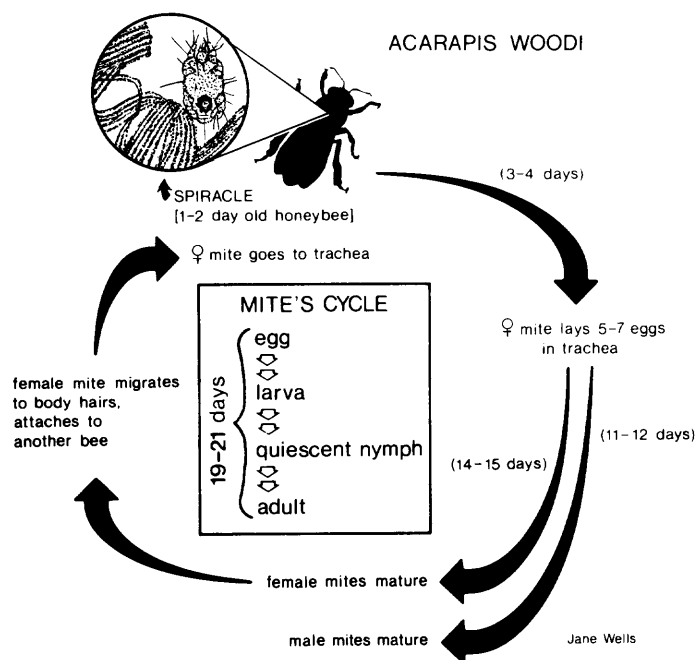 ACARAPIS WOODI
(3-4 days)
SPIRACLE
[1-2 day old honeybee]
♀ mite goes to trachea
MITE'S CYCLE
19-21 days
egg
larva
quiescent nymph
adult
♀ mite lays 5-7 eggs
in trachea
female mite migrates
to body hairs,
attaches to
another bee
(11-12 days)
(14-15 days)
female mites mature
male mites mature
Jane Wells